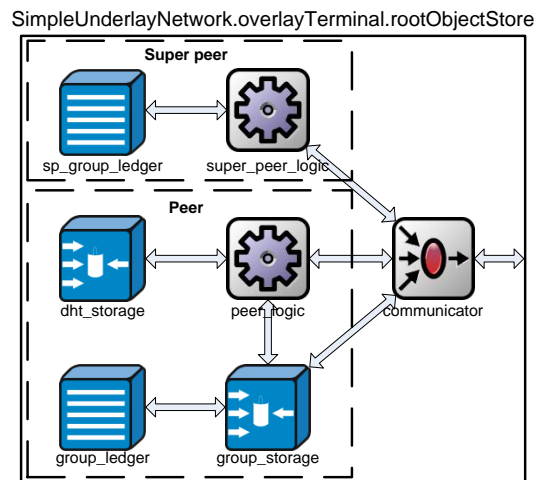 SimpleUnderlayNetwork.overlayTerminal.rootObjectStore
Super peer
sp_group_ledger
super_peer_logic
Peer
dht_storage
peer_logic
communicator
group_ledger
group_storage